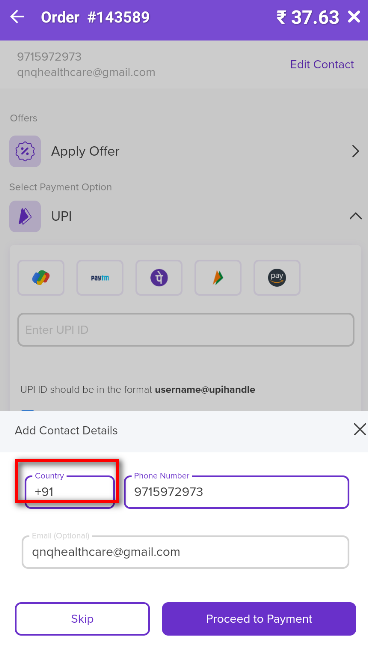 Order #143589
₹ 37.63
9715972973
qnqhealthcare@gmail.com
Edit Contact
Offers
Apply Offer
Select Payment Option
UPI
paytm
पे
pay
Enter UPI ID
UPI ID should be in the format username@upihandle
Add Contact Details
Country
+91
Phone Number
9715972973
Email (Optional)
qnqhealthcare@gmail.com
Skip
Proceed to Payment